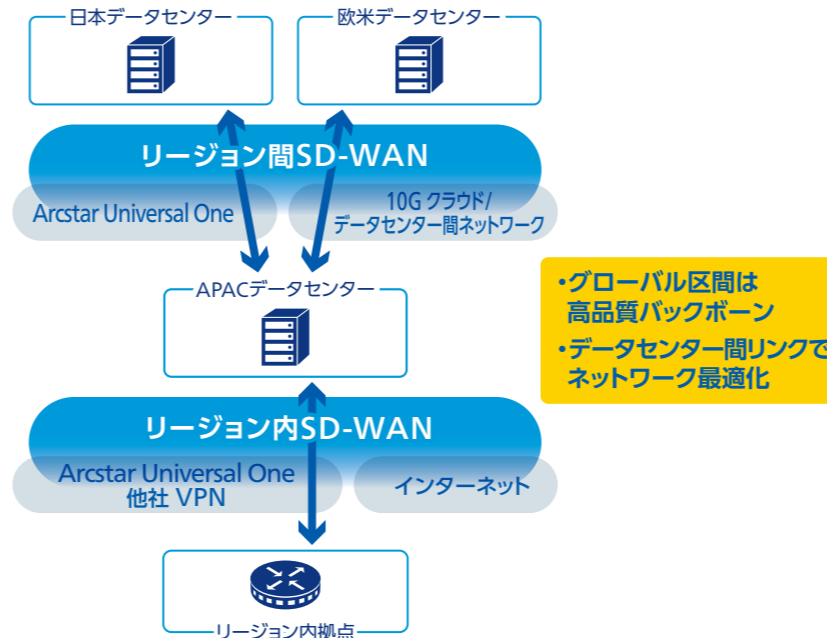 日本データセンター
欧米データセンター
リージョン間SD-WAN
Arcstar Universal One
10G クラウド/
データセンター間ネットワーク
APACデータセンター
・グローバル区間は
高品質バックボーン
・データセンター間リンクで
ネットワーク最適化
リージョン内SD-WAN
Arcstar Universal One
他社 VPN
インターネット
リージョン内拠点